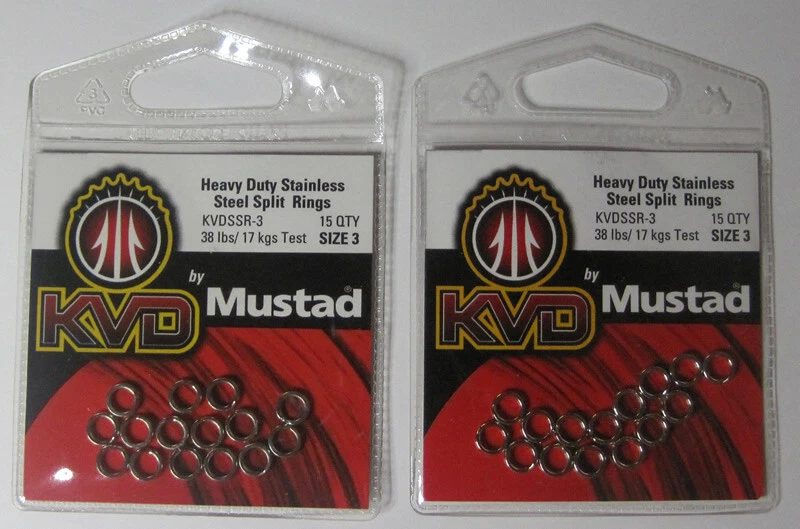 3
PVC
Heavy Duty Stainless
Steel Split Rings
KVDSSR-3 15 QTY
38 lbs/ 17 kgs Test SIZE 3
KVD
by
Mustad®
Heavy Duty Stainless
Steel Split Rings
KVDSSR-3 15 QTY
38 lbs/ 17 kgs Test SIZE 3
KVD
by
Mustad®